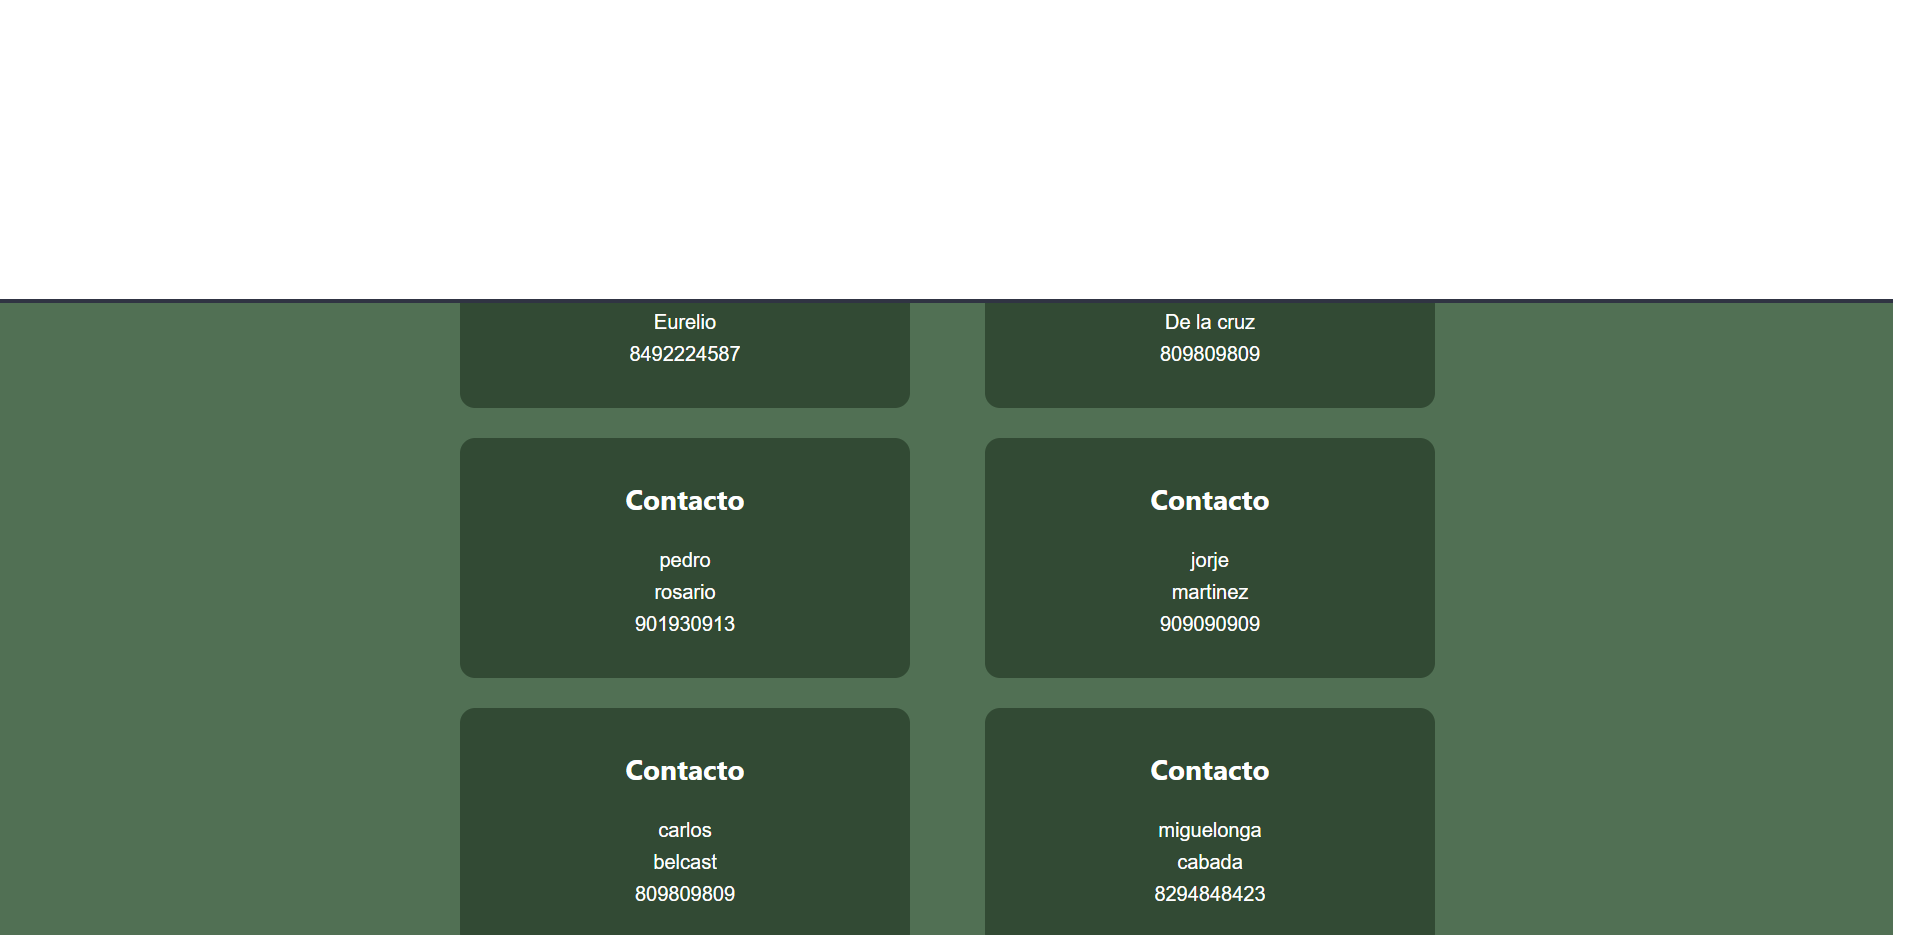 Eurelio
8492224587
De la cruz
809809809
Contacto
pedro
rosario
901930913
Contacto
jorje
martinez
909090909
Contacto
carlos
belcast
809809809
Contacto
miguelonga
cabada
8294848423